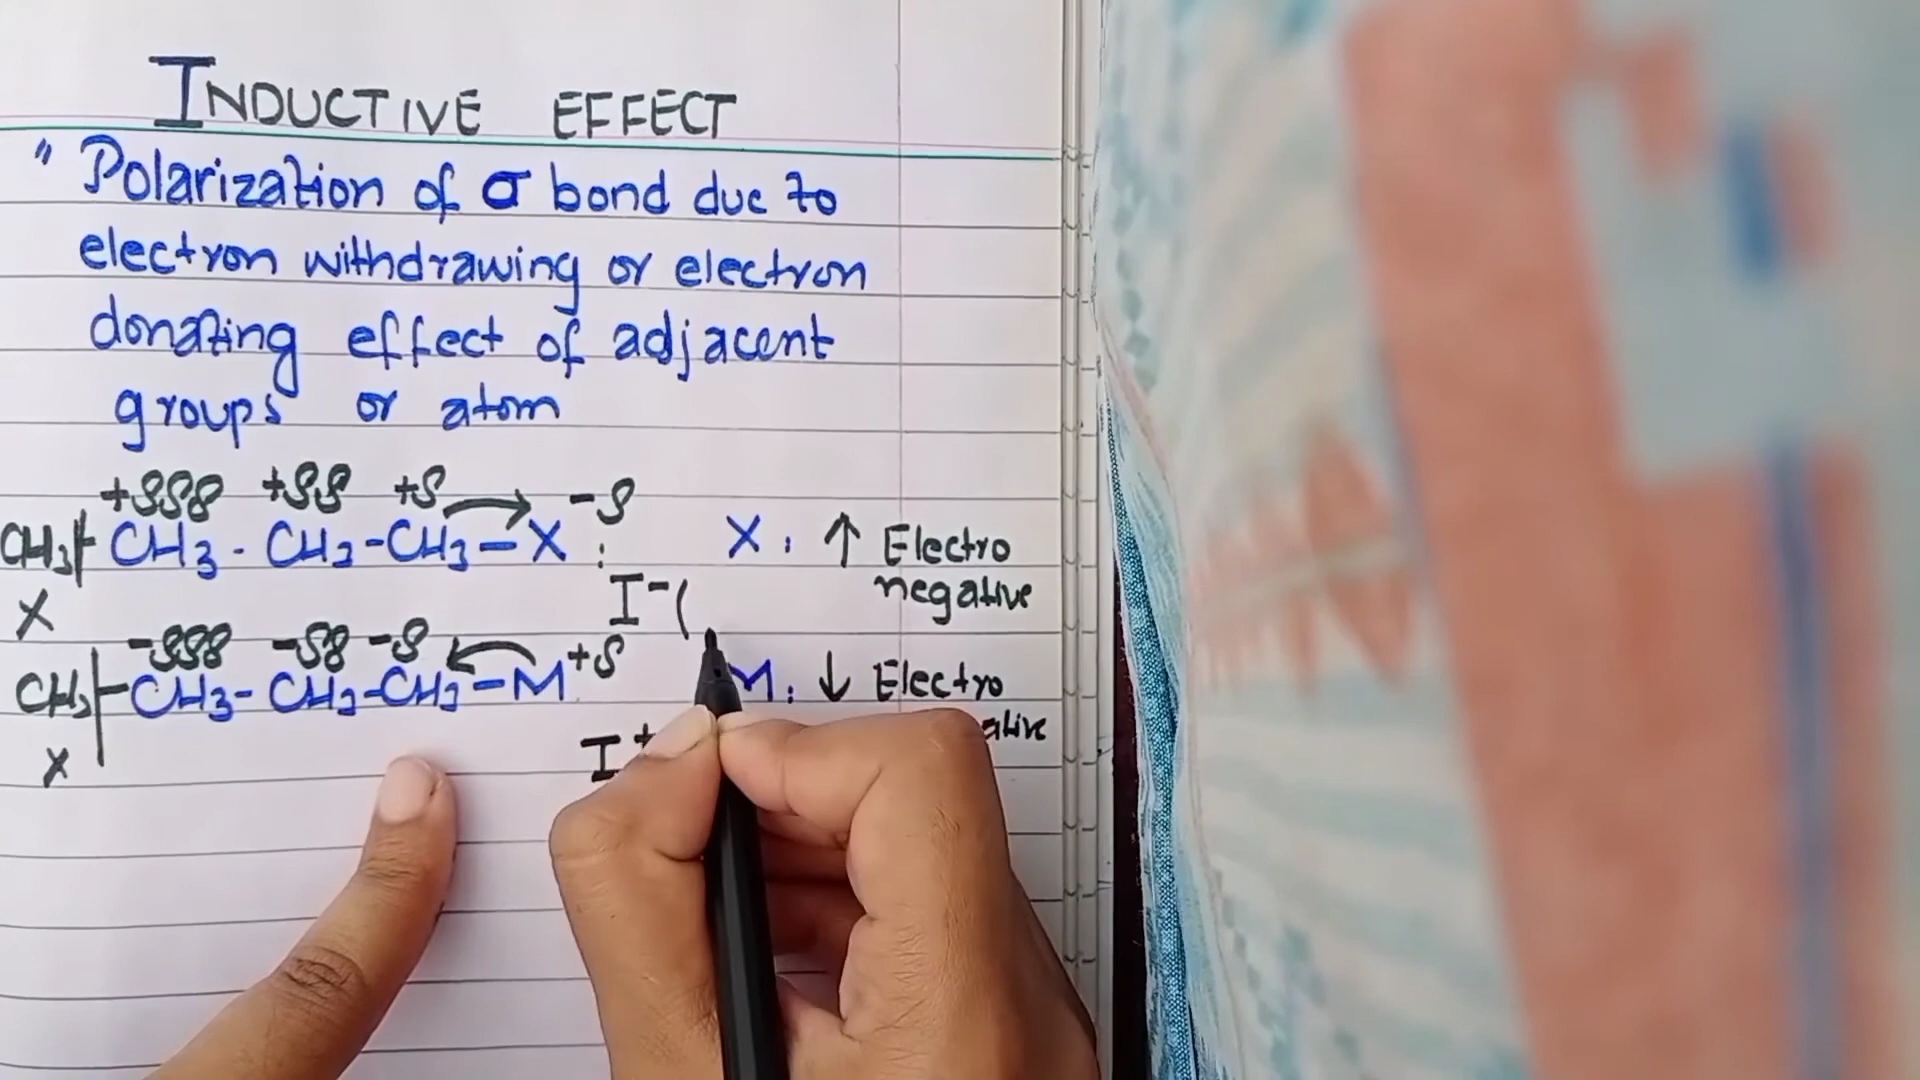 INDUCTIVE EFFECT
" Polarization of σ bond due to
electron withdrawing or electron
donating effect of adjacent
groups or atom
+δδδ +δδ +δ -δ
CH3 CH3 - CH2 - CH2 - X : X : ↑ Electro
negative
X I-(
-δδδ -δδ -δ +δ
CH3 - CH3 - CH2 - CH2 - M M : ↓ Electro
ative
X I+